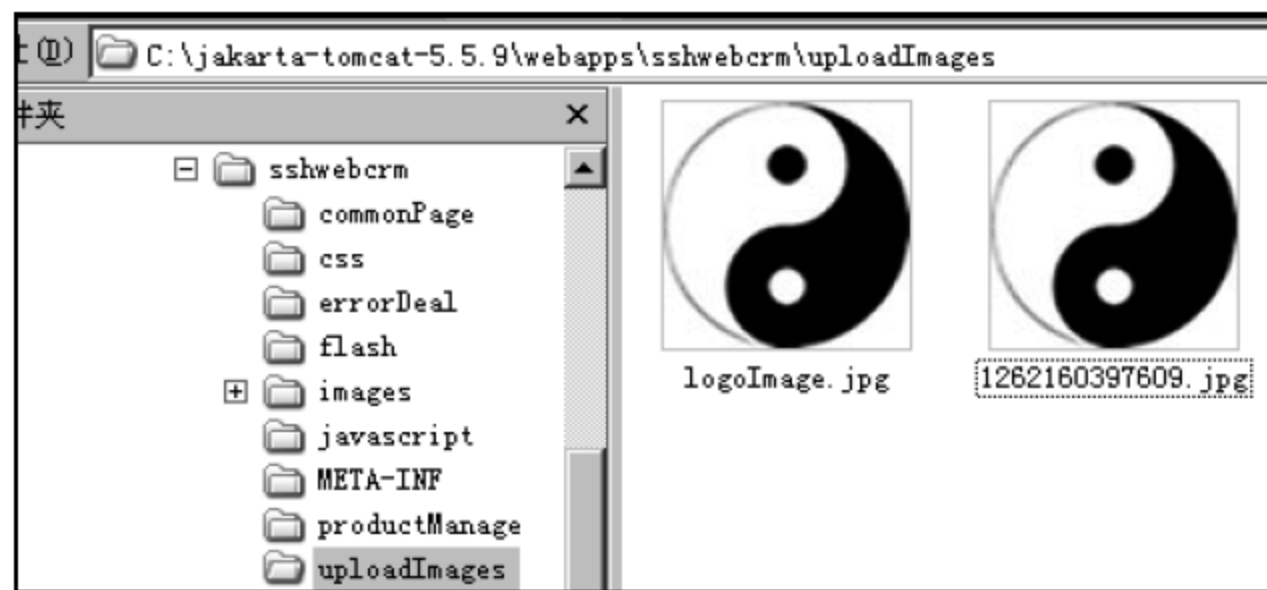 (D) C:\jakarta-tomcat-5.5.9\webapps\sshwebcrm\uploadImages
件夹
sshwebcrm
commonPage
css
errorDeal
flash
images
javascript
META-INF
productManage
uploadImages
logoImage.jpg
1262160397609.jpg